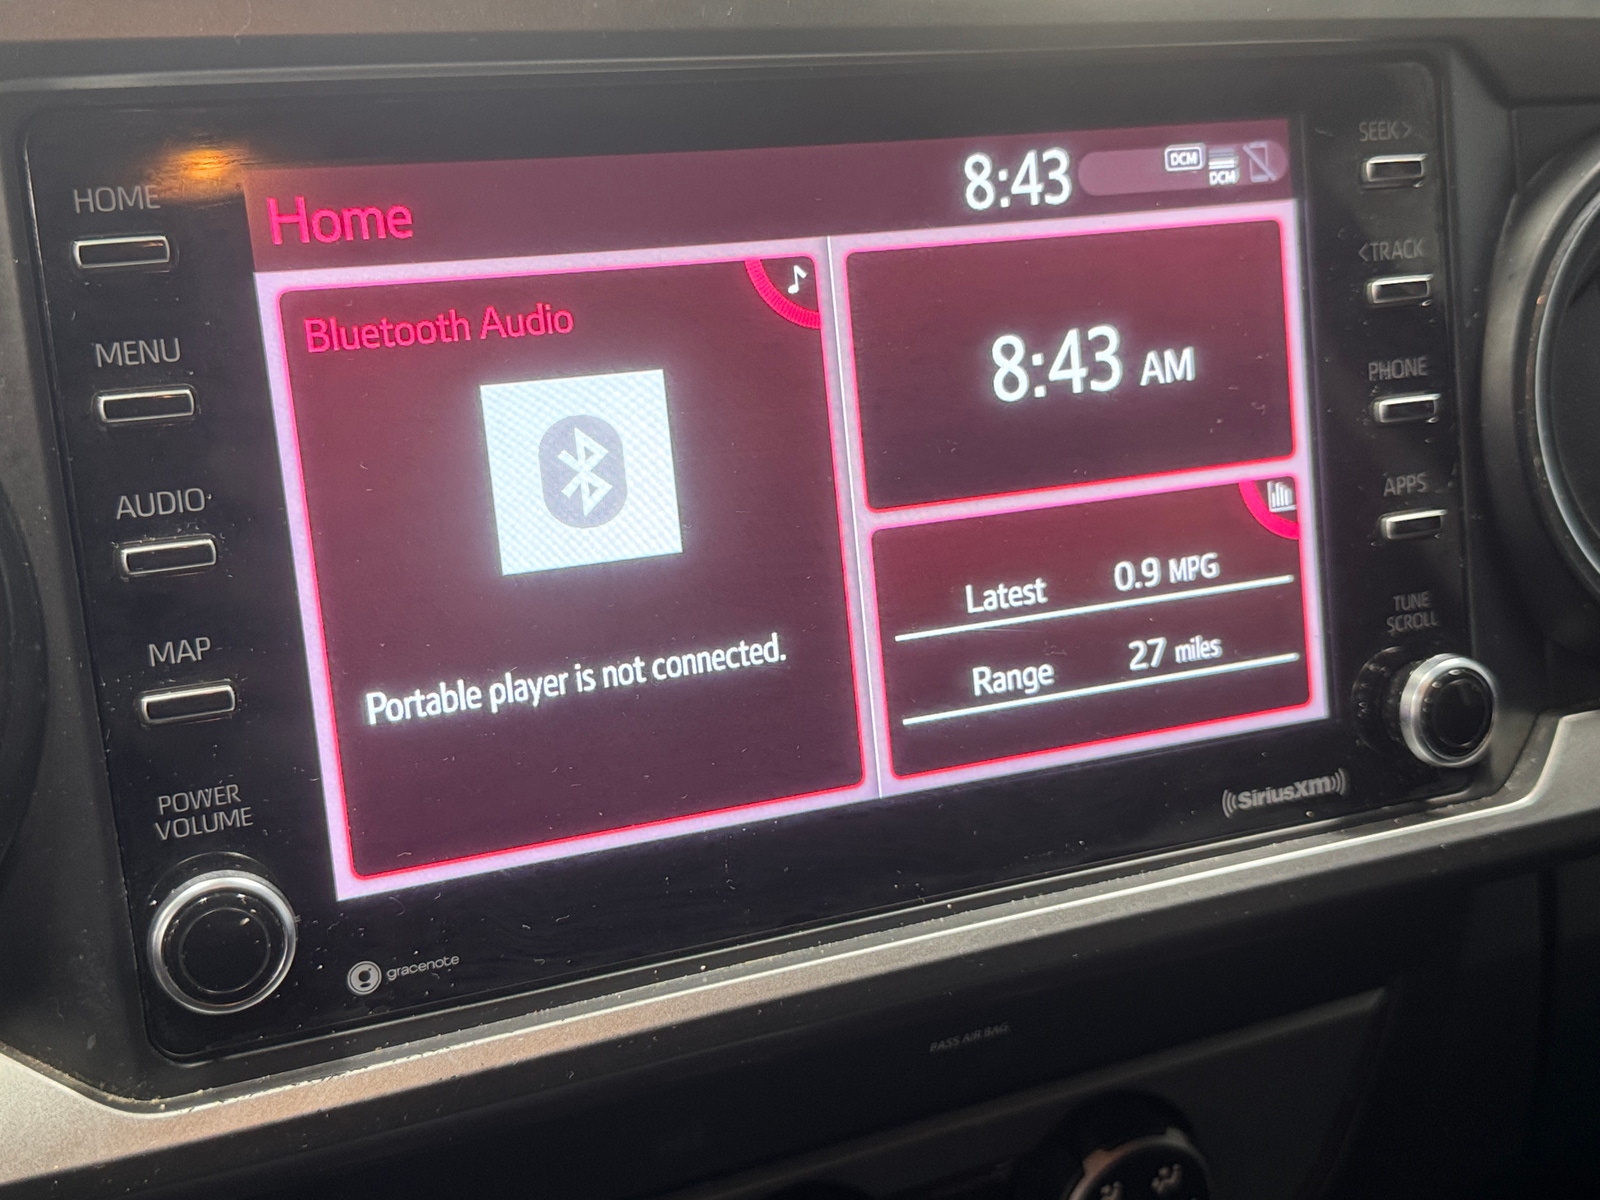 HOME
MENU
AUDIO
MAP
POWER
VOLUME
Home
8:43
DCM
DCM
Bluetooth Audio
Portable player is not connected.
8:43 AM
Latest 0.9 MPG
Range 27 miles
SEEK >
< TRACK
PHONE
APPS
TUNE
SCROLL
gracenote
((SiriusXM))
PASS AIR BAG